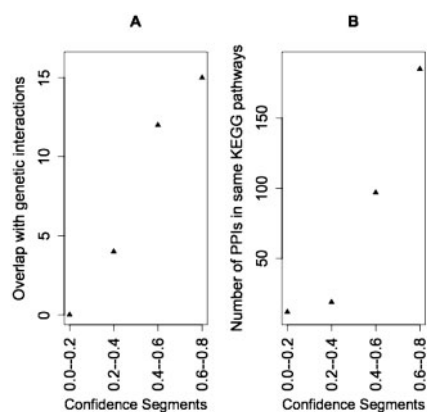 A
Overlap with genetic interactions
15
10
5
0
0.0--0.2
0.2--0.4
0.4--0.6
0.6--0.8
Confidence Segments
B
Number of PPIs in same KEGG pathways
150
100
50
0.0--0.2
0.2--0.4
0.4--0.6
0.6--0.8
Confidence Segments